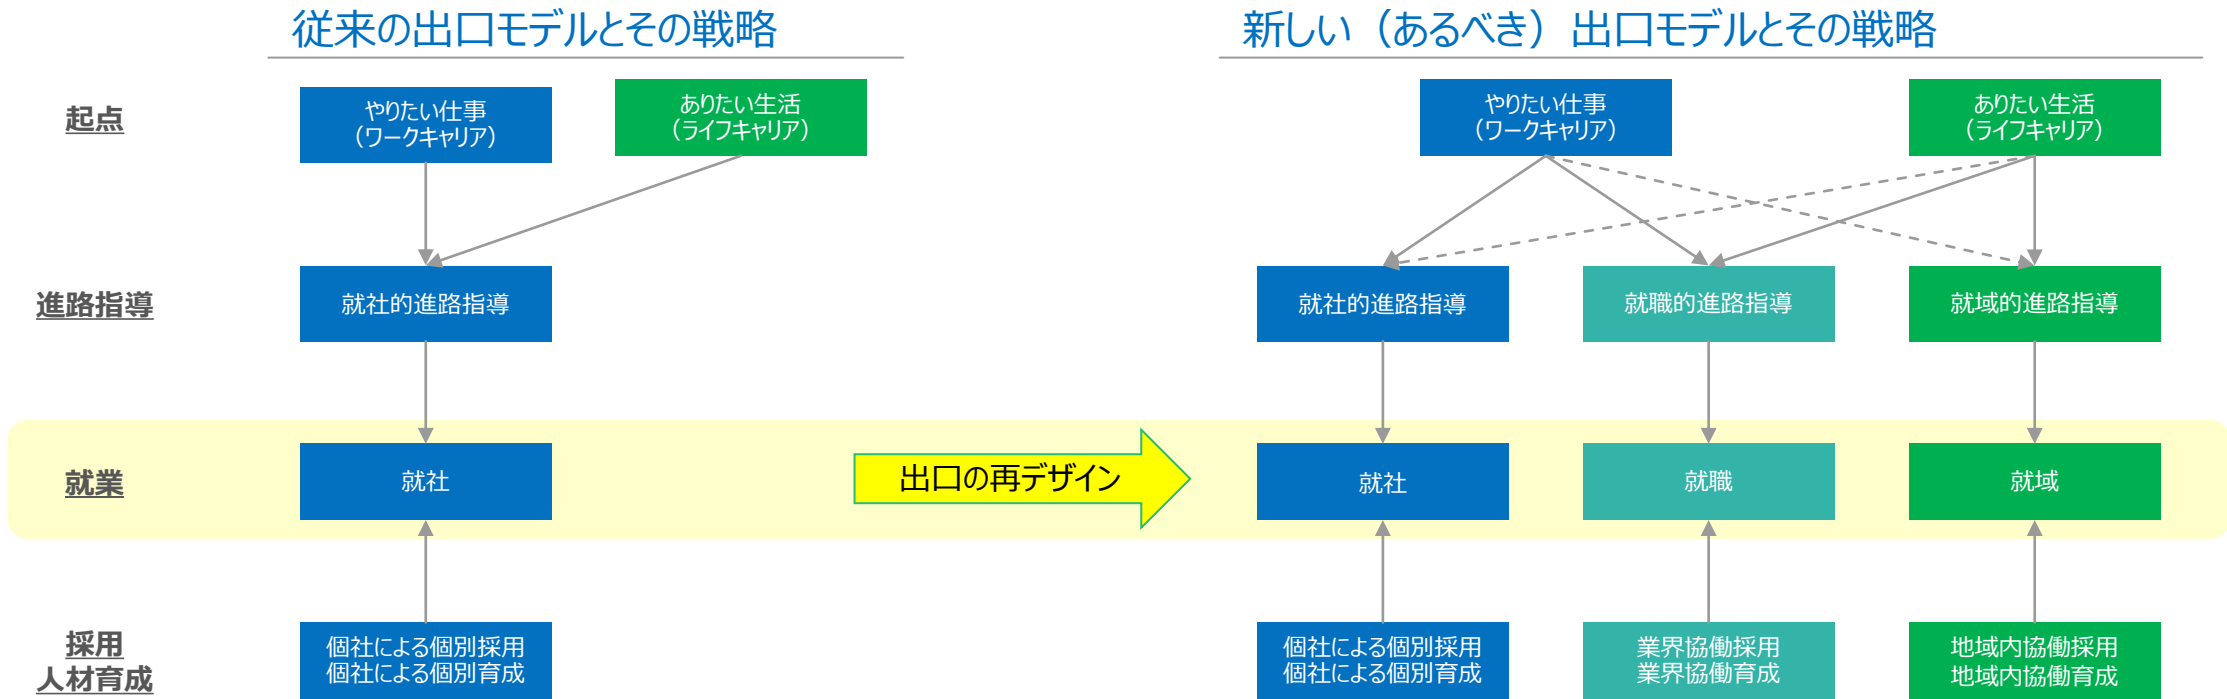 従来の出口モデルとその戦略
新しい（あるべき）出口モデルとその戦略
起点
やりたい仕事
（ワークキャリア）
ありたい生活
（ライフキャリア）
やりたい仕事
（ワークキャリア）
ありたい生活
（ライフキャリア）
進路指導
就社的進路指導
就社的進路指導
就職的進路指導
就域的進路指導
就業
就社
出口の再デザイン
就社
就職
就域
採用
人材育成
個社による個別採用
個社による個別育成
個社による個別採用
個社による個別育成
業界協働採用
業界協働育成
地域内協働採用
地域内協働育成